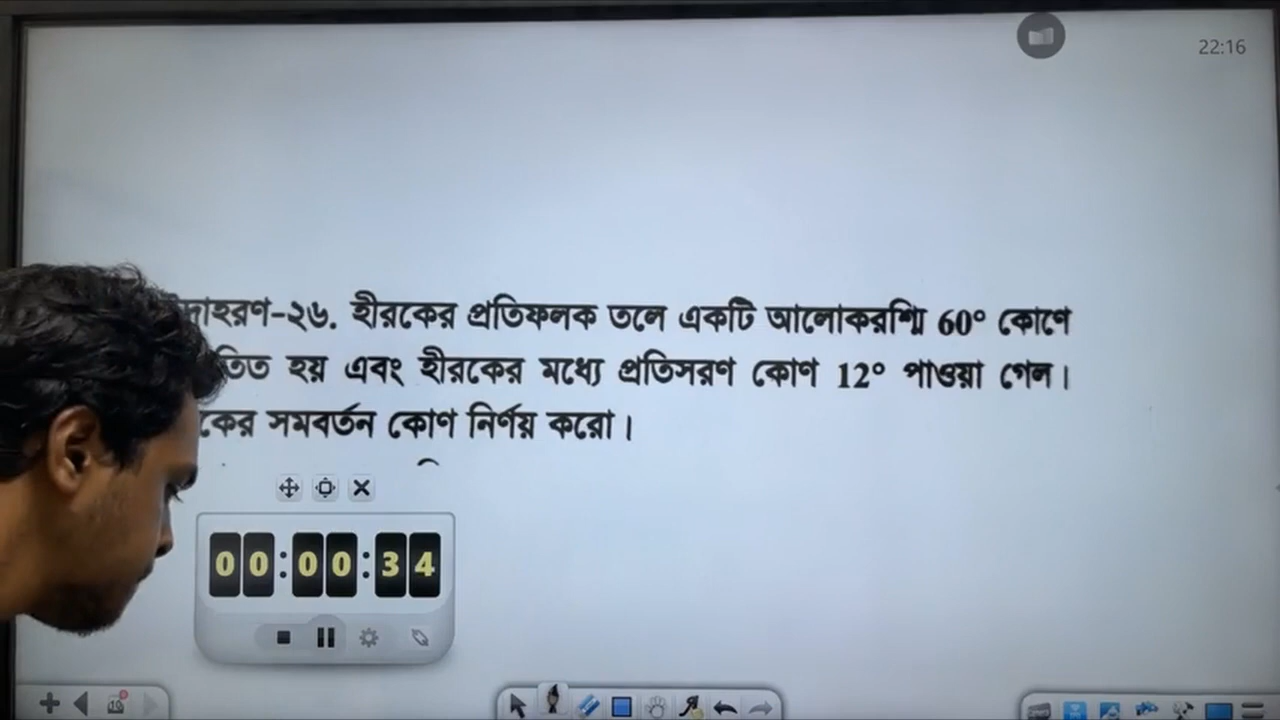 22:16
দাহরণ-২৬. হীরকের প্রতিফলক তলে একটি আলোকরশ্মি 60° কোণে
তিত হয় এবং হীরকের মধ্যে প্রতিসরণ কোণ 12° পাওয়া গেল।
কের সমবর্তন কোণ নির্ণয় করো।
00:00:34